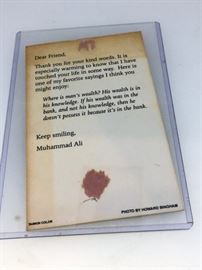 Dear Friend,
Thank you for your kind words. It is
especially warming to know that I have
touched your life in some way. Here is
one of my favorite sayings I think you
might enjoy:
Where is man's wealth? His wealth is in
his knowledge. If his wealth was in the
bank, and not his knowledge, then he
doesn't possess it because it's in the bank.
Keep smiling,
Muhammad Ali
PHOTO BY HOWARD BINGHAM